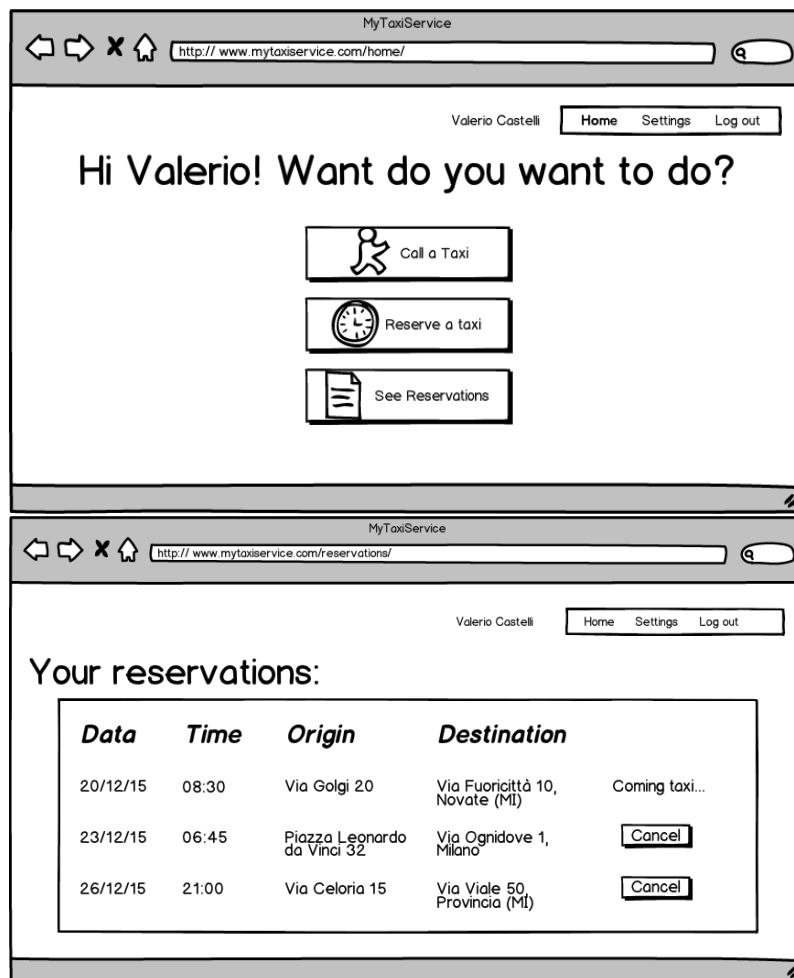 MyTaxiService
http:// www.mytaxiservice.com/home/
Valerio Castelli Home Settings Log out
Hi Valerio! Want do you want to do?
Call a Taxi
Reserve a taxi
See Reservations
MyTaxiService
http:// www.mytaxiservice.com/reservations/
Valerio Castelli Home Settings Log out
Your reservations:
Data Time Origin Destination
20/12/15 08:30 Via Golgi 20 Via Fuoricittà 10, Coming taxi...
Novate (MI)
23/12/15 06:45 Piazza Leonardo Via Ognidove 1, Cancel
da Vinci 32 Milano
26/12/15 21:00 Via Celoria 15 Via Viale 50, Cancel
Provincia (MI)